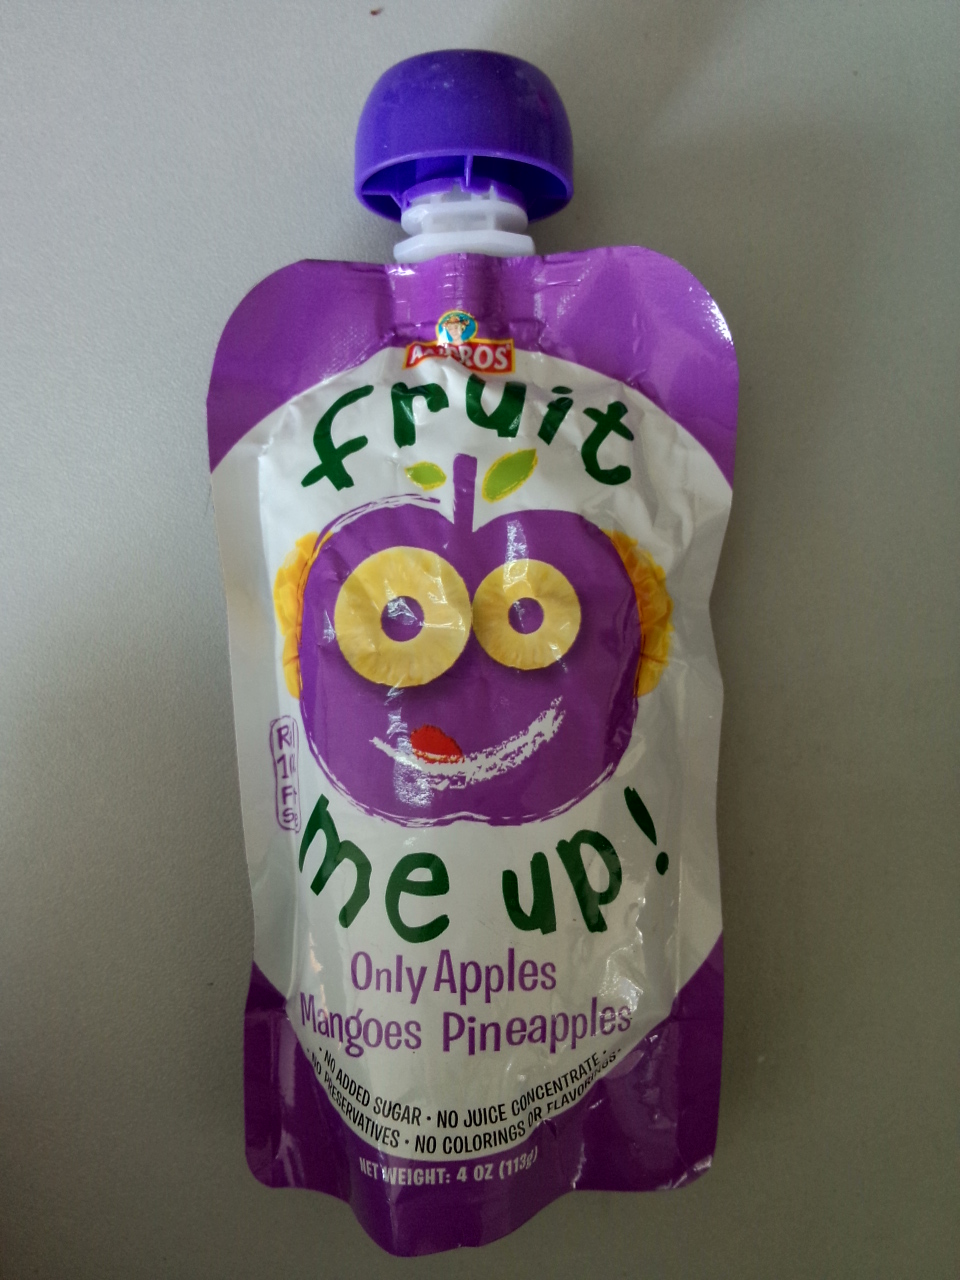 fruit
me up!
Only Apples
Mangoes Pineapples
· NO ADDED SUGAR · NO JUICE CONCENTRATE ·
NO PRESERVATIVES · NO COLORINGS OR FLAVORINGS ·
NET WEIGHT: 4 OZ (113g)